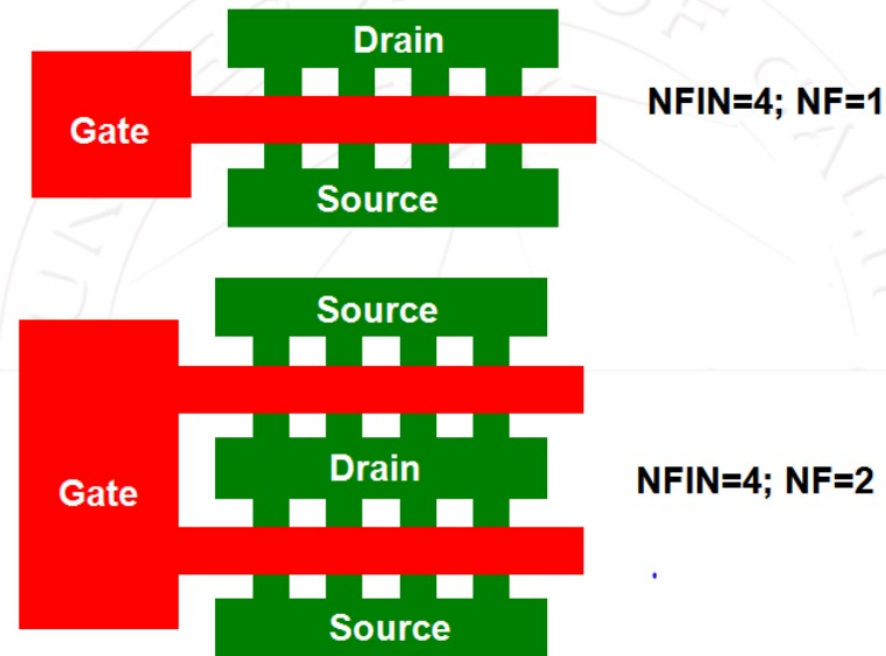 Drain
Gate
NFIN=4; NF=1
Source
Source
Gate
Drain
NFIN=4; NF=2
Source